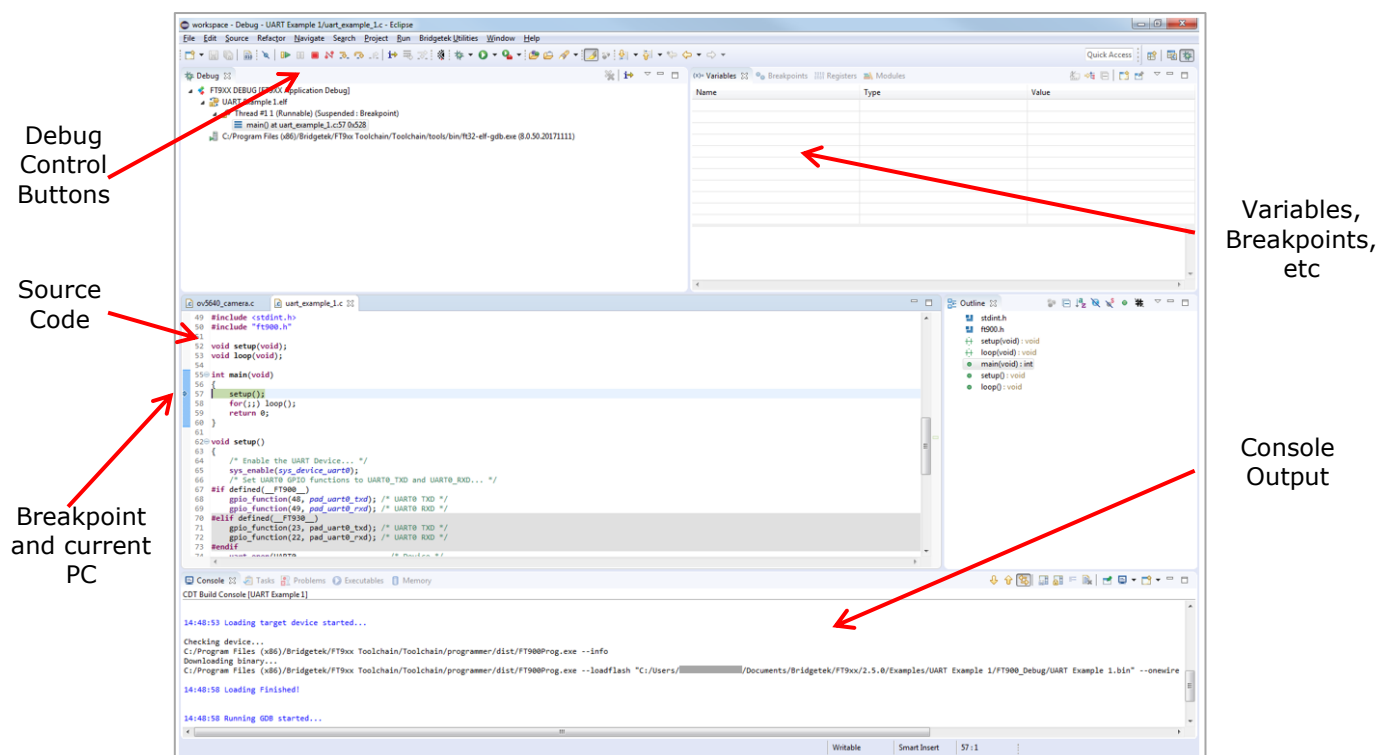 workspace - Debug - UART Example 1/uart_example_1.c - Eclipse
File Edit Source Refactor Navigate Search Project Run Bridgetek Utilities Window Help
Quick Access
Debug
FT9XX DEBUG [FT9XX Application Debug]
UART Example 1.elf
Thread #1 1 (Runnable) (Suspended : Breakpoint)
main() at uart_example_1.c:57 0x528
C:/Program Files (x86)/Bridgetek/FT9xx Toolchain/Toolchain/tools/bin/ft32-elf-gdb.exe (8.0.50.20171111)
(x)= Variables Breakpoints Registers Modules
Name Type Value
Debug
Control
Buttons
Variables,
Breakpoints,
etc
Source
Code
ov5640_camera.c uart_example_1.c
49 #include <stdint.h>
50 #include "ft900.h"
51
52 void setup(void);
53 void loop(void);
54
55 int main(void)
56 {
57 setup();
58 for(;;) loop();
59 return 0;
60 }
61
62 void setup()
63 {
64 /* Enable the UART Device... */
65 sys_enable(sys_device_uart0);
66 /* Set UART0 GPIO functions to UART0_TXD and UART0_RXD... */
67 #if defined(__FT900__)
68 gpio_function(48, pad_uart0_txd); /* UART0 TXD */
69 gpio_function(49, pad_uart0_rxd); /* UART0 RXD */
70 #elif defined(__FT930__)
71 gpio_function(23, pad_uart0_txd); /* UART0 TXD */
72 gpio_function(22, pad_uart0_rxd); /* UART0 RXD */
73 #endif
74 uart_open(UART0, /* Device */
Outline
stdint.h
ft900.h
setup(void) : void
loop(void) : void
main(void) : int
setup() : void
loop() : void
Breakpoint
and current
PC
Console
Output
Console Tasks Problems Executables Memory
CDT Build Console [UART Example 1]
14:48:53 Loading target device started...
Checking device...
C:/Program Files (x86)/Bridgetek/FT9xx Toolchain/Toolchain/programmer/dist/FT900Prog.exe --info
Downloading binary...
C:/Program Files (x86)/Bridgetek/FT9xx Toolchain/Toolchain/programmer/dist/FT900Prog.exe --loadflash "C:/Users/ /Documents/Bridgetek/FT9xx/2.5.0/Examples/UART Example 1/FT900_Debug/UART Example 1.bin" --onewire
14:48:58 Loading Finished!
14:48:58 Running GDB started...
Writable Smart Insert 57 : 1